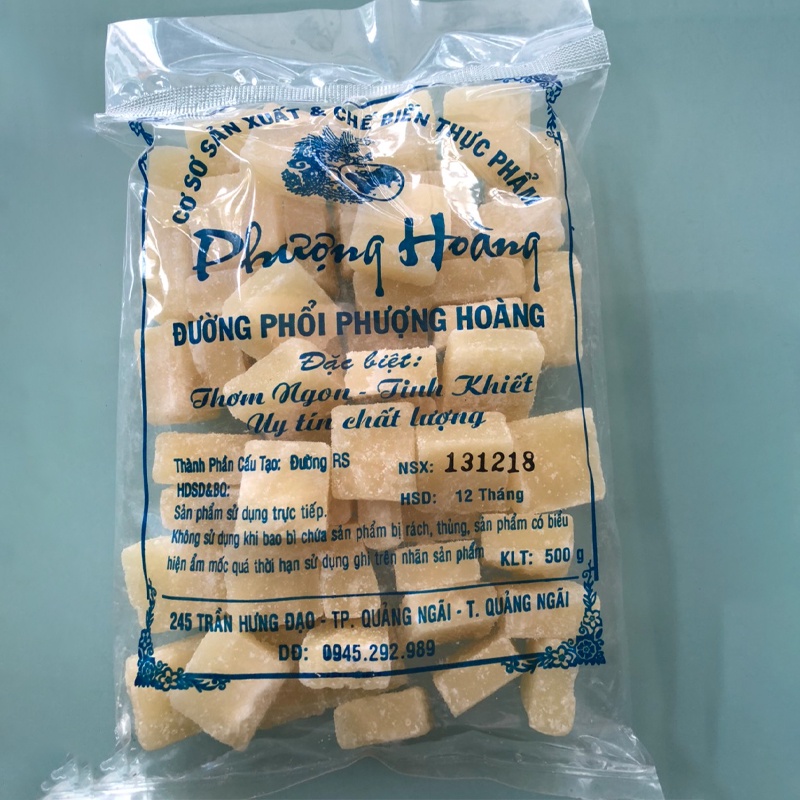 CƠ SỞ SẢN XUẤT & CHẾ BIẾN THỰC PHẨM
Phượng Hoàng
ĐƯỜNG PHỔI PHƯỢNG HOÀNG
Đặc biệt:
Thơm Ngon - Tinh Khiết
Uy tín chất lượng
Thành Phần Cấu Tạo: Đường RS
NSX: 131218
HDSD&BQ:
HSD: 12 Tháng
Sản phẩm sử dụng trực tiếp.
Không sử dụng khi bao bì chứa sản phẩm bị rách, thủng, sản phẩm có biểu
hiện ẩm mốc quá thời hạn sử dụng ghi trên nhãn sản phẩm
KLT: 500 g
245 TRẦN HƯNG ĐẠO - TP. QUẢNG NGÃI - T. QUẢNG NGÃI
DĐ: 0945.292.989